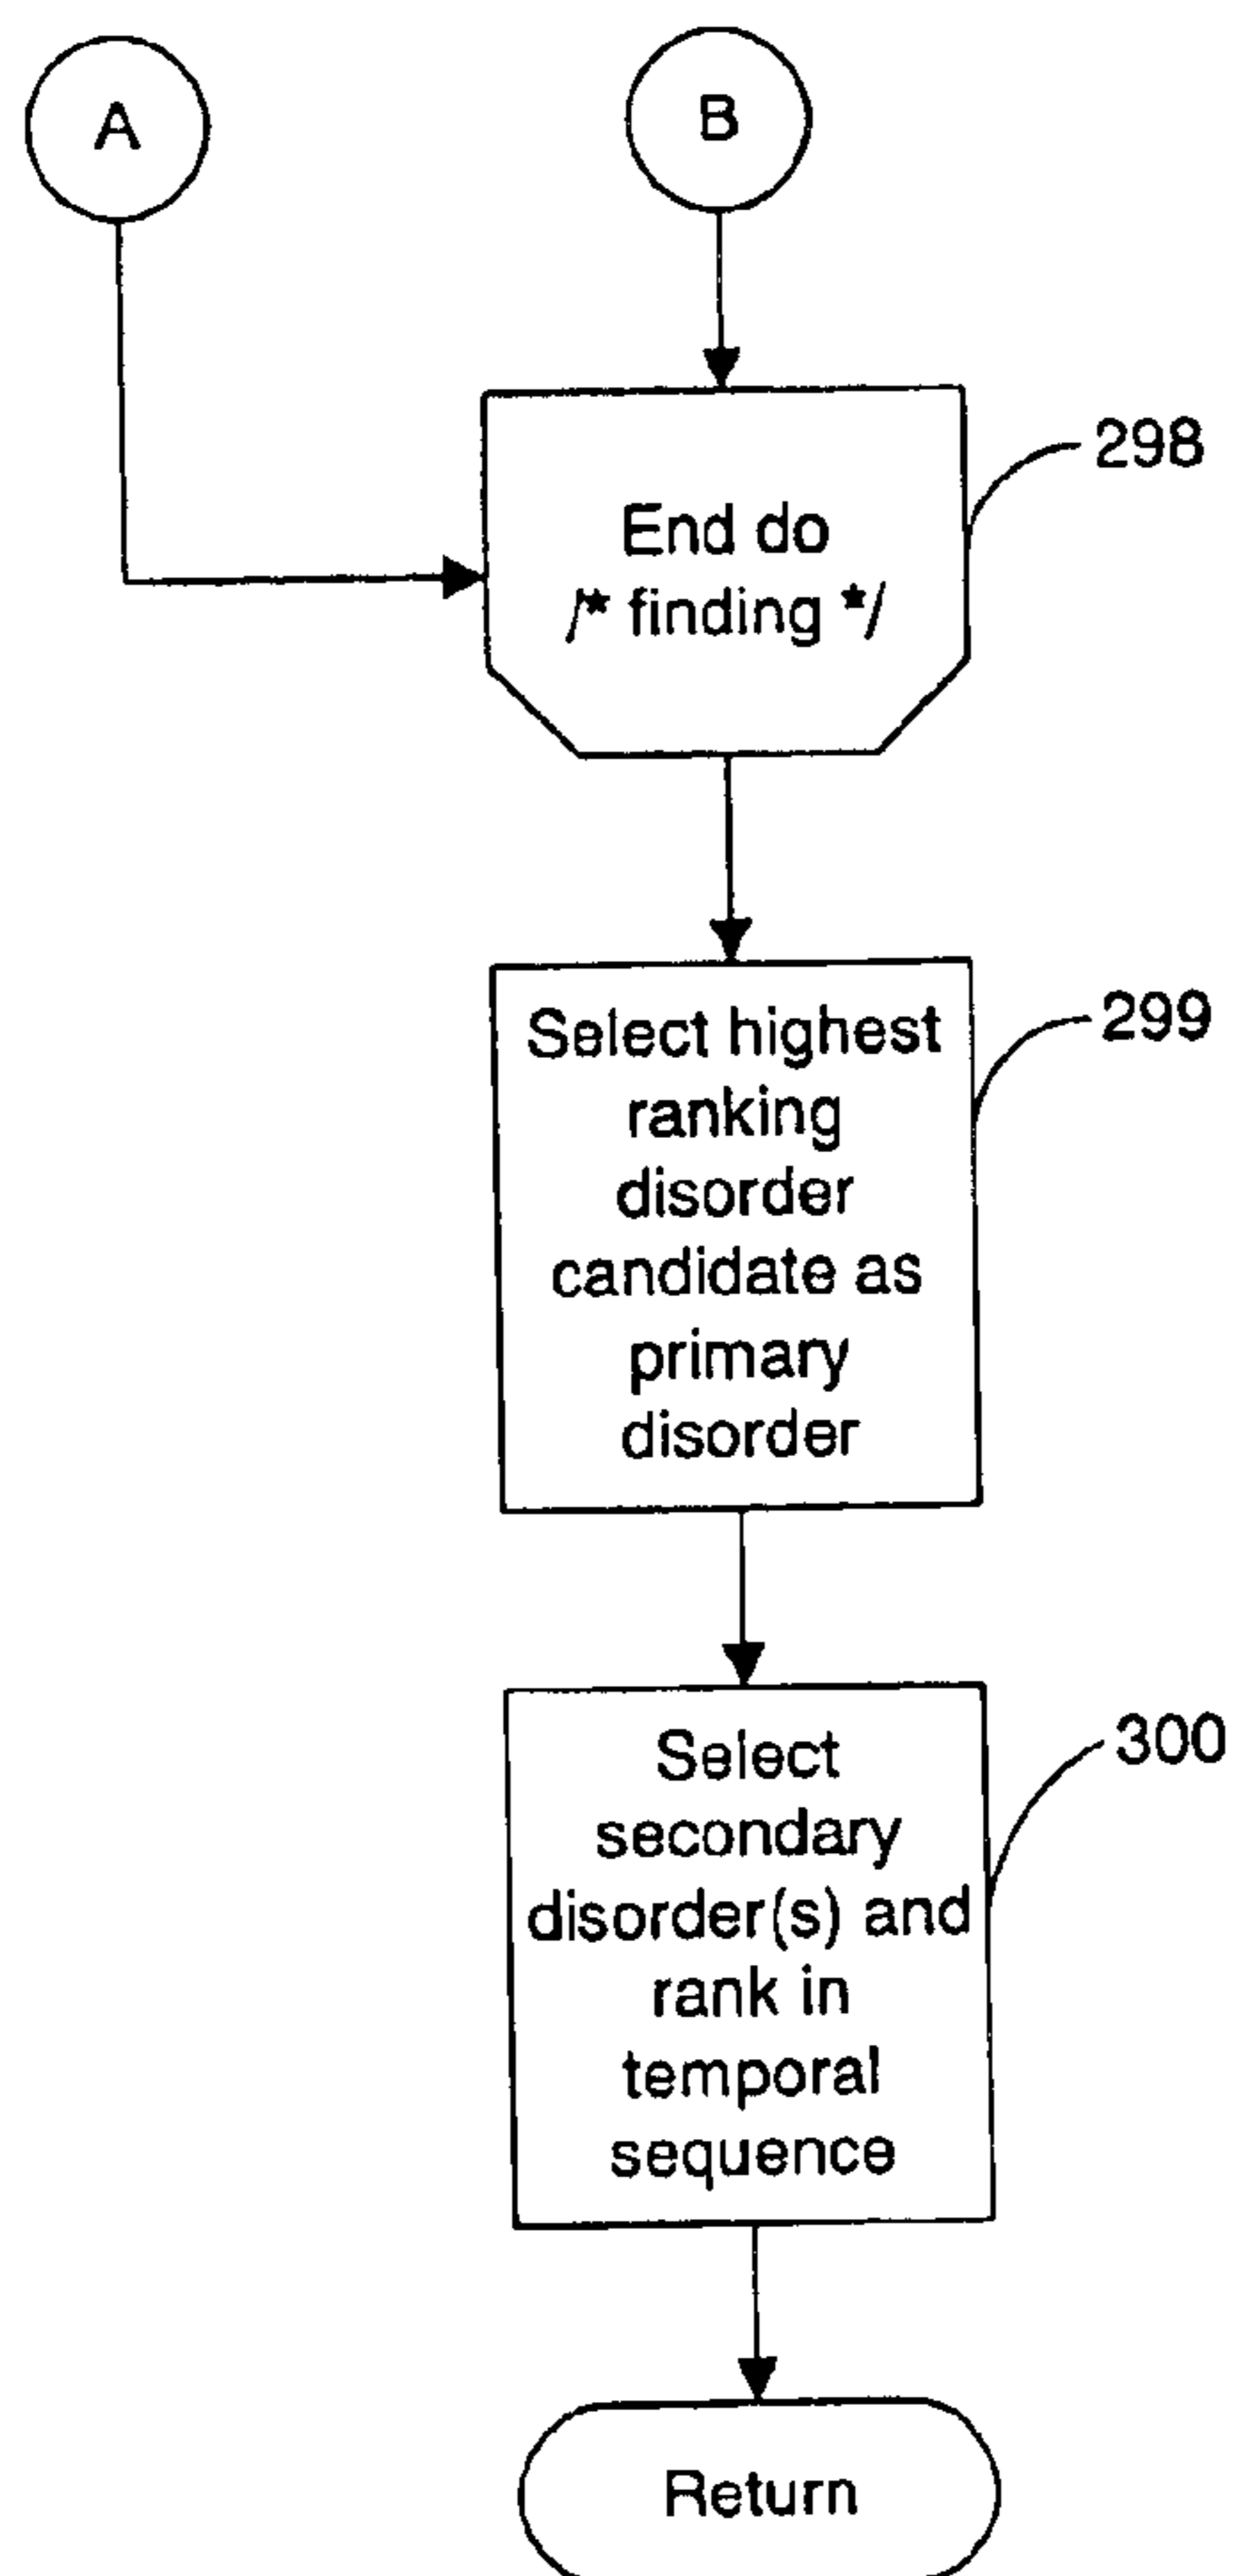 A
B
298
End do
/* finding */
299
Select highest
ranking
disorder
candidate as
primary
disorder
300
Select
secondary
disorder(s) and
rank in
temporal
sequence
Return